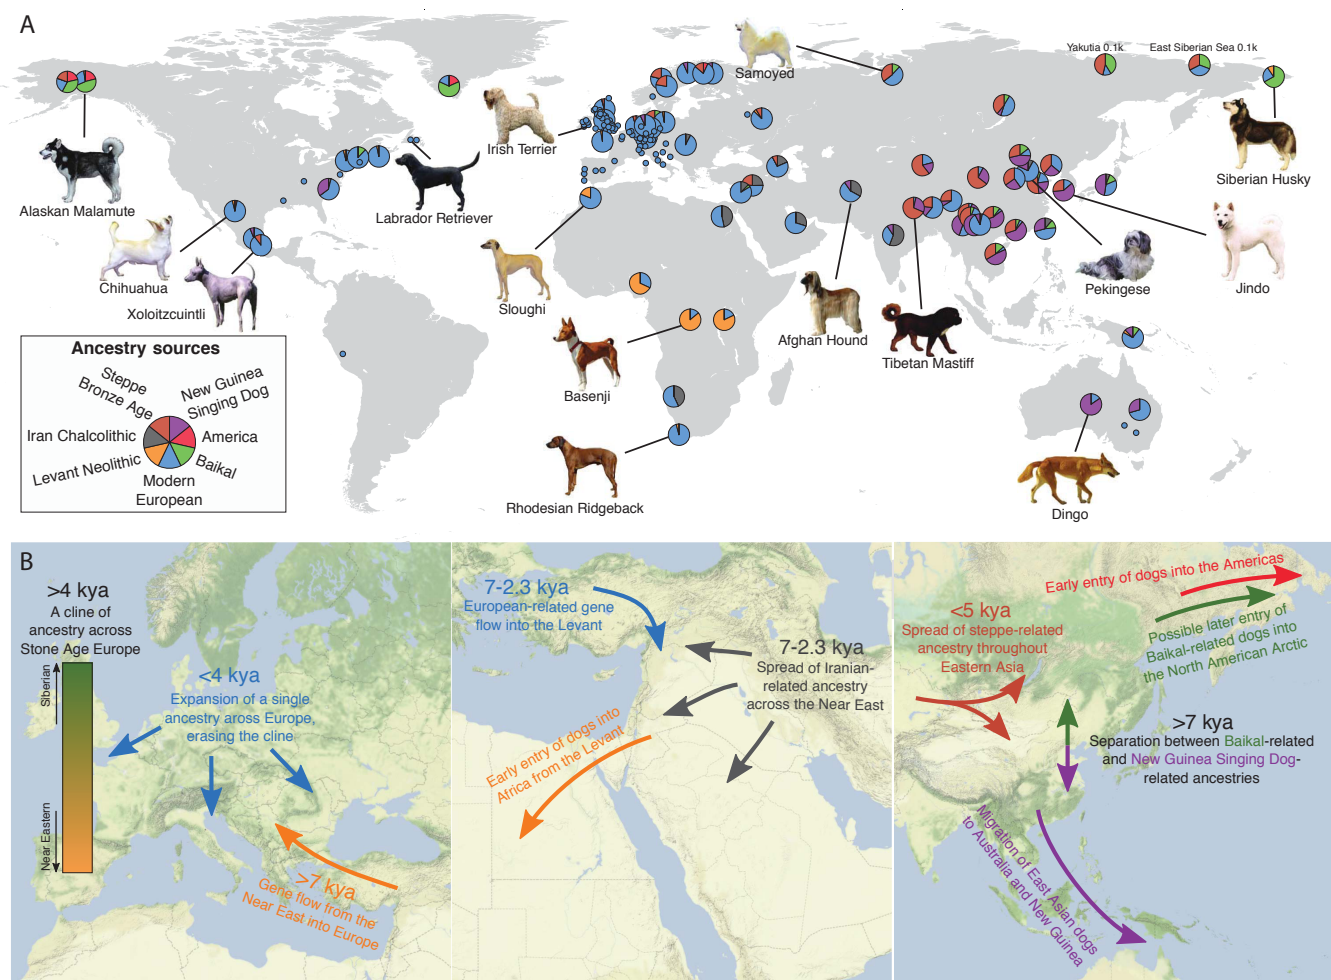 A
Samoyed
Yakutia 0.1k
East Siberian Sea 0.1k
Irish Terrier
Siberian Husky
Alaskan Malamute
Labrador Retriever
Chihuahua
Xoloitzcuintli
Sloughi
Basenji
Afghan Hound
Tibetan Mastiff
Pekingese
Jindo
Rhodesian Ridgeback
Dingo
Ancestry sources
Steppe
Bronze Age
New Guinea
Singing Dog
Iran Chalcolithic
America
Levant Neolithic
Baikal
Modern
European
B
>4 kya
A cline of
ancestry across
Stone Age Europe
Siberian
Near Eastern
<4 kya
Expansion of a single
ancestry aross Europe,
erasing the cline
>7 kya
Gene flow from the
Near East into Europe
7-2.3 kya
European-related gene
flow into the Levant
7-2.3 kya
Spread of Iranian-
related ancestry
across the Near East
Early entry of dogs into
Africa from the Levant
Early entry of dogs into the Americas
<5 kya
Spread of steppe-related
ancestry throughout
Eastern Asia
Possible later entry of
Baikal-related dogs into
the North American Arctic
>7 kya
Separation between Baikal-related
and New Guinea Singing Dog-
related ancestries
Migration of East Asian dogs
to Australia and New Guinea